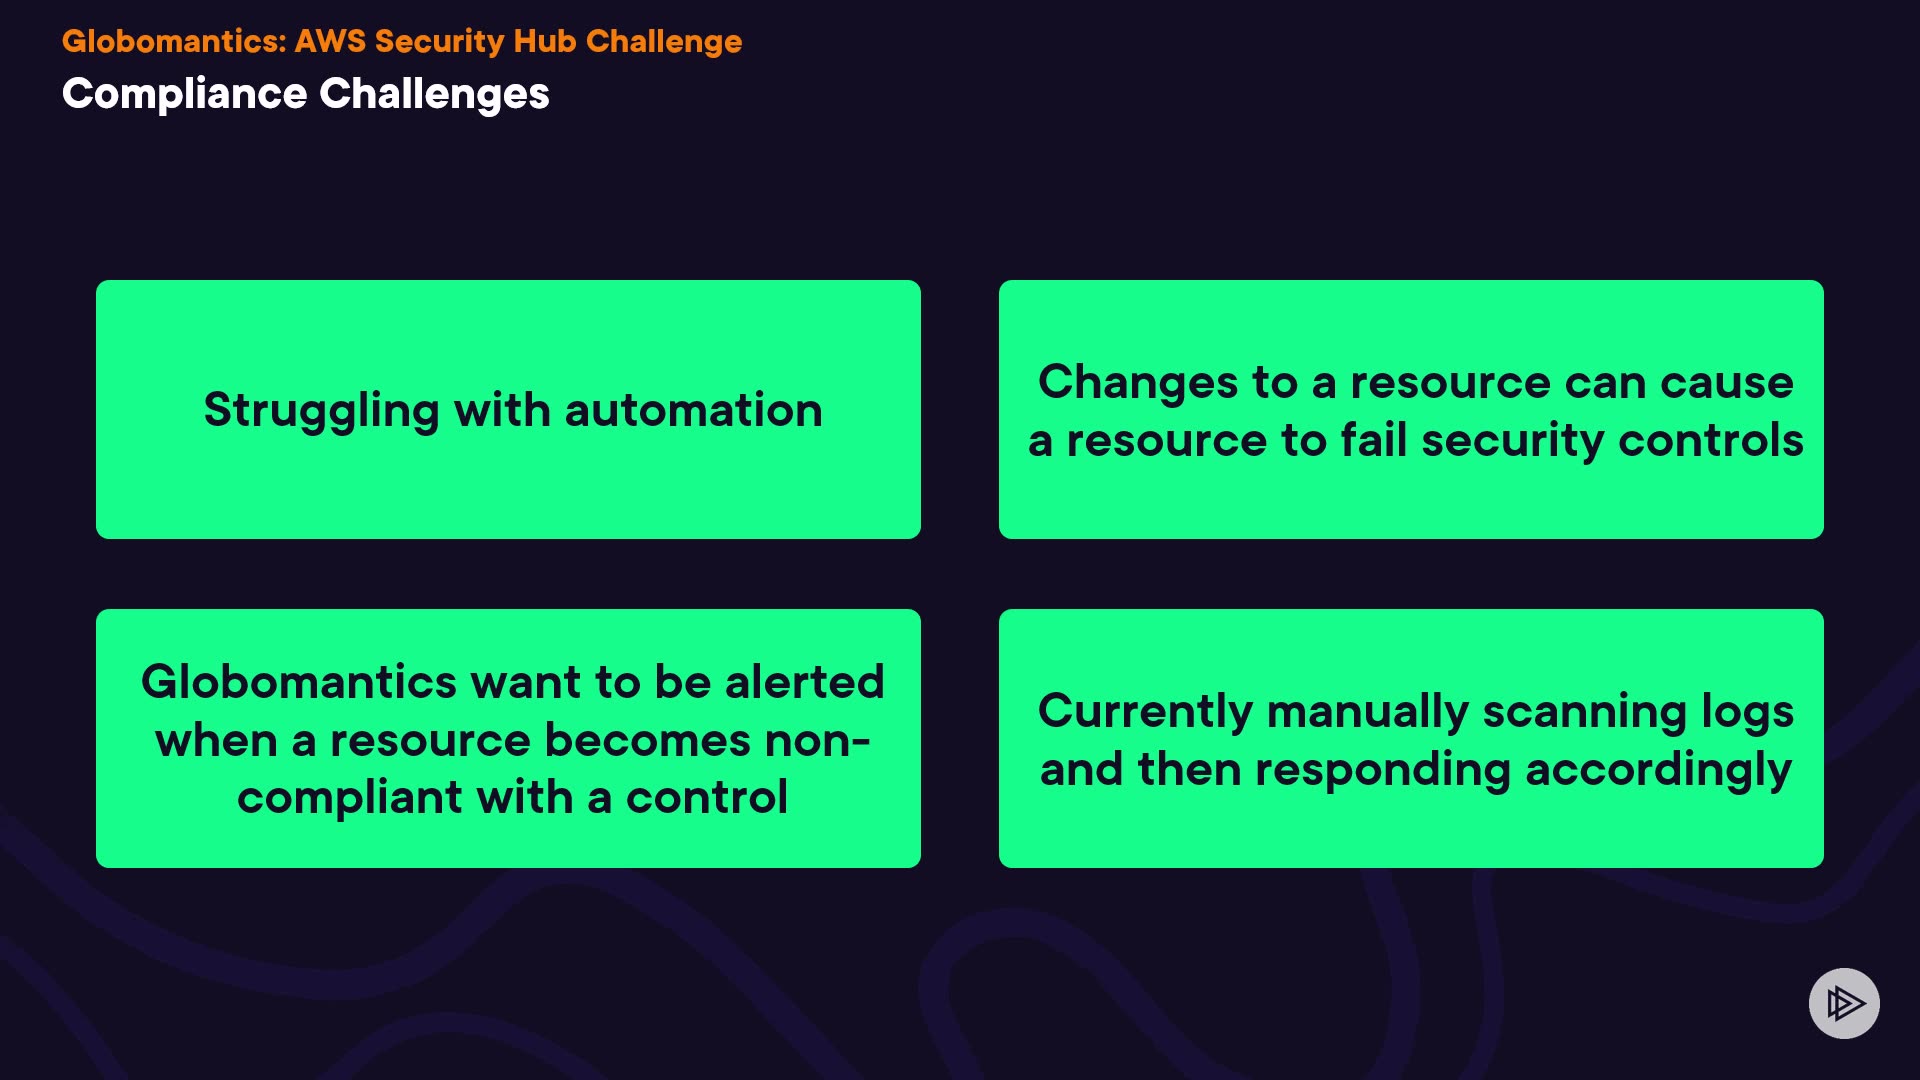 Globomantics: AWS Security Hub Challenge
Compliance Challenges
Struggling with automation
Changes to a resource can cause
a resource to fail security controls
Globomantics want to be alerted
when a resource becomes non-
compliant with a control
Currently manually scanning logs
and then responding accordingly